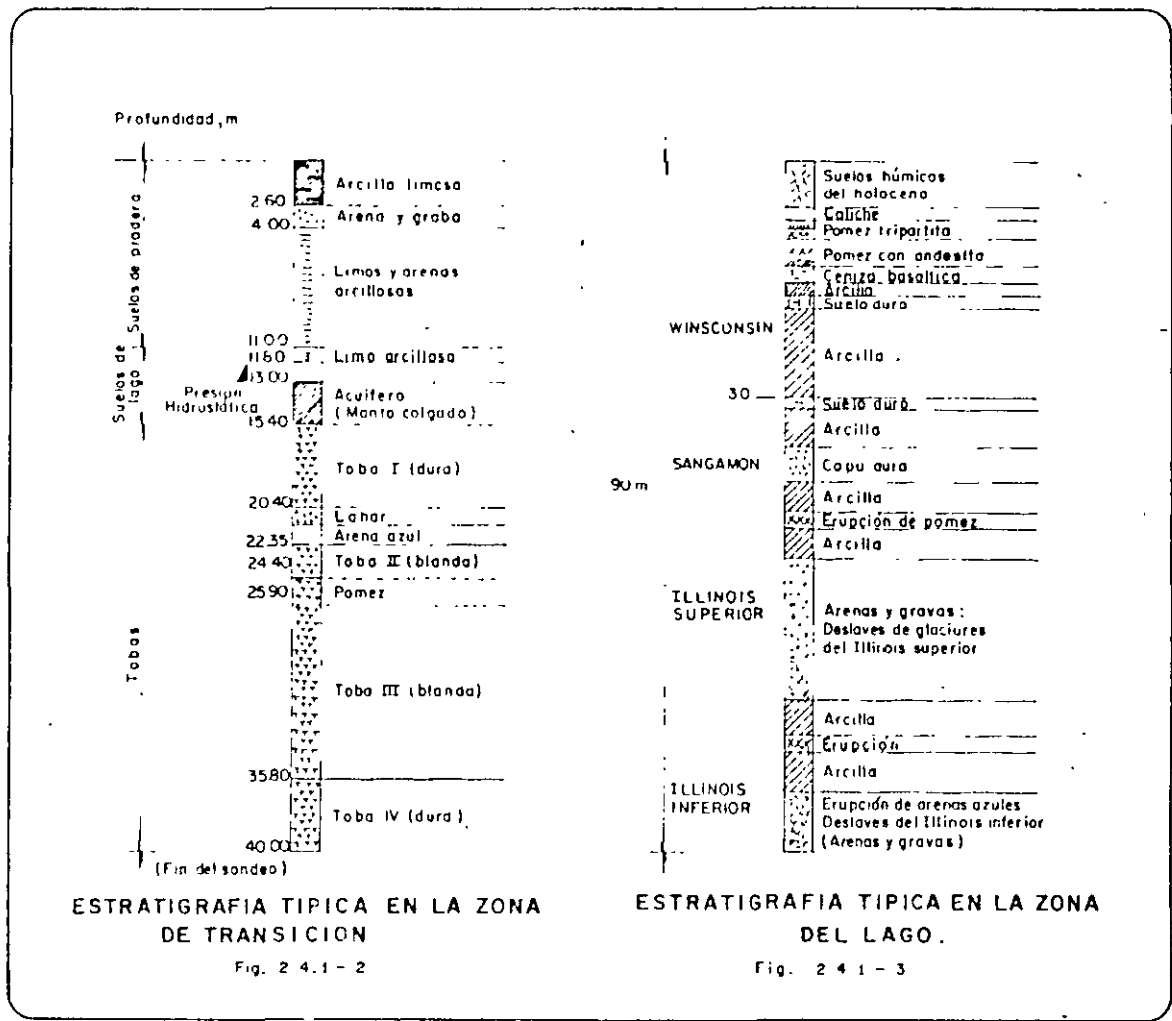 Profundidad, m
Suelos de pradera
Suelos de
lago
Presion
Hidrostática
Tobas
2.60
4.00
11.00
11.60
13.00
15.40
20.40
22.35
24.40
25.90
35.80
40.00
(Fin del sondeo)
Arcilla limosa
Arena y graba
Limos y arenas
arcillosas
Limo arcilloso
Acuífero
(Manto colgado)
Toba I (dura)
Lahar
Arena azul
Toba II (blanda)
Pomez
Toba III (blanda)
Toba IV (dura)
ESTRATIGRAFIA TIPICA EN LA ZONA
DE TRANSICION
Fig. 2 4.1 - 2
90 m
WINSCONSIN
30
SANGAMON
ILLINOIS
SUPERIOR
ILLINOIS
INFERIOR
Suelos húmicos
del holoceno
Caliche
Pomez tripartita
Pomez con andesita
Ceniza basaltica
Arcilla
Suelo duro
Arcilla
Suelo duro
Arcilla
Capa dura
Arcilla
Erupción de pomez
Arcilla
Arenas y gravas:
Deslaves de glaciares
del Illinois superior
Arcilla
Erupción
Arcilla
Erupción de arenas azules
Deslaves del Illinois inferior
(Arenas y gravas)
ESTRATIGRAFIA TIPICA EN LA ZONA
DEL LAGO.
Fig. 2 4 1 - 3